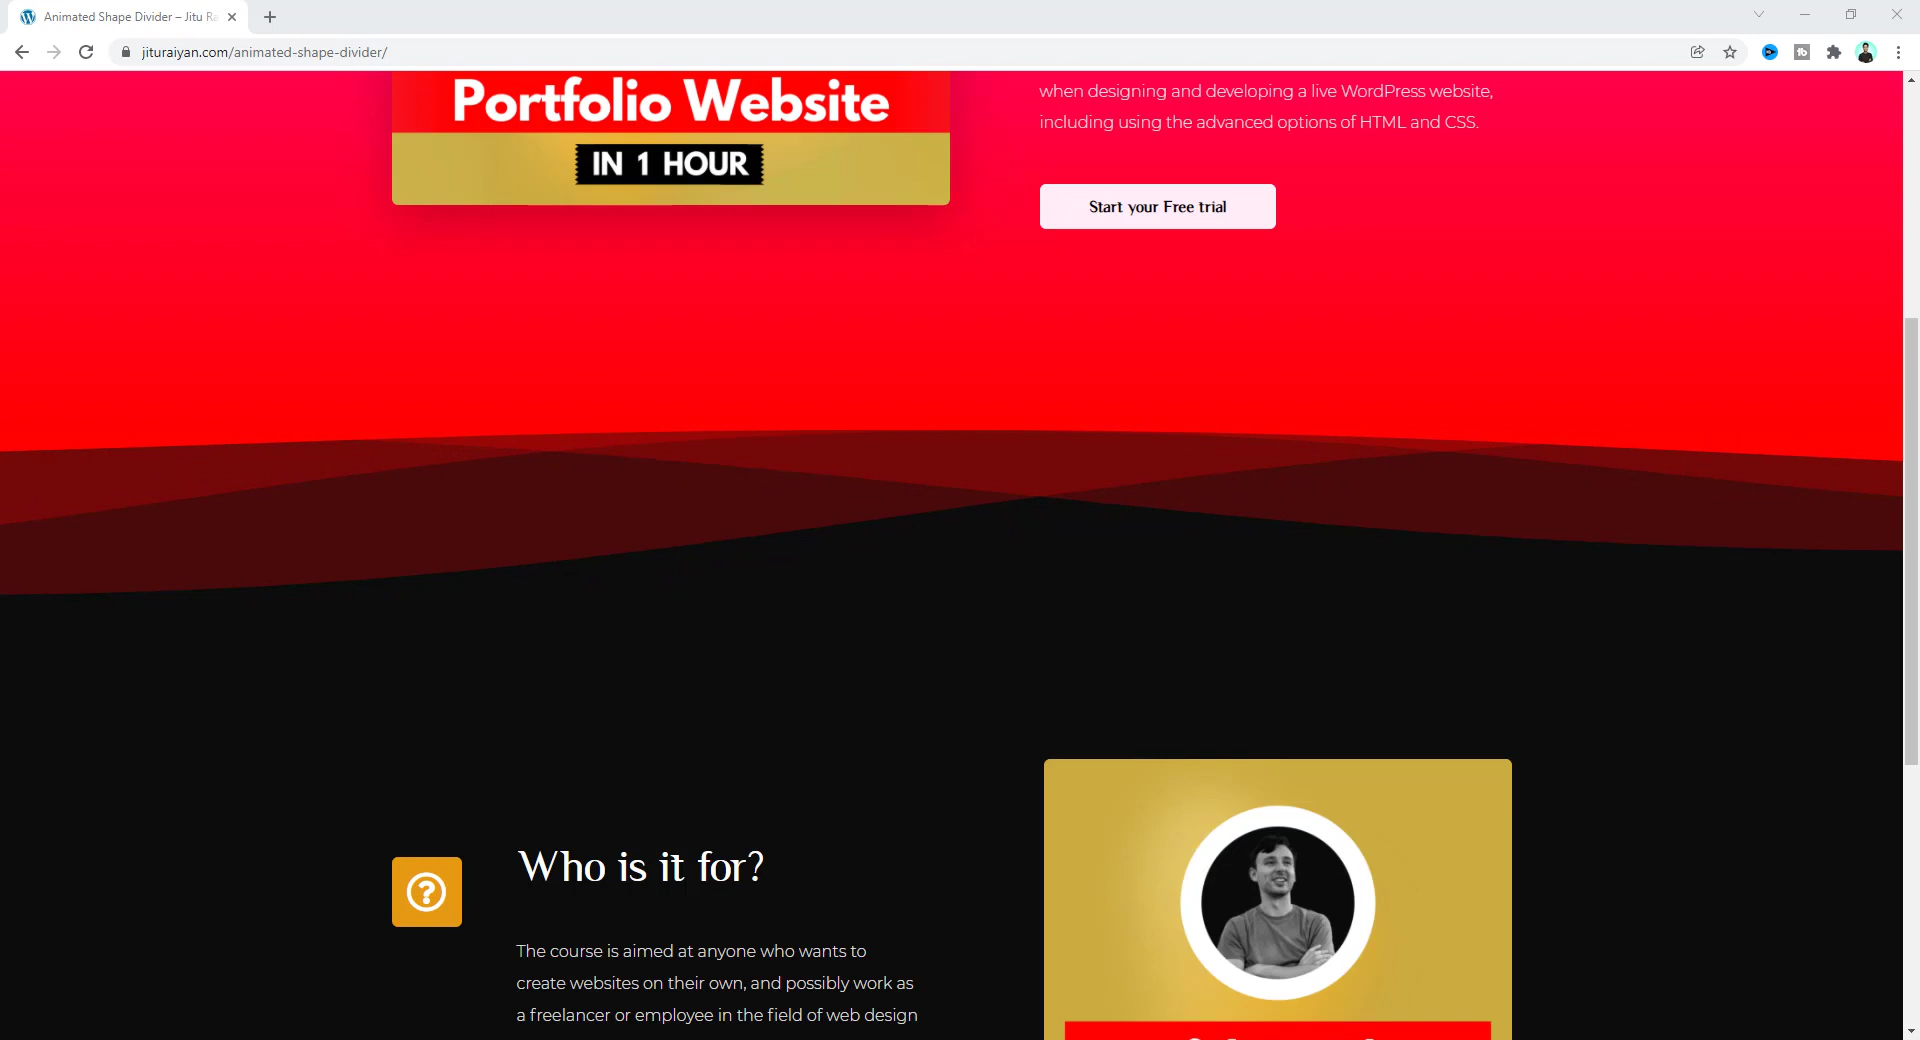 Animated Shape Divider – Jitu Ra
jituraiyan.com/animated-shape-divider/
Portfolio Website
IN 1 HOUR
when designing and developing a live WordPress website,
including using the advanced options of HTML and CSS.
Start your Free trial
Who is it for?
The course is aimed at anyone who wants to
create websites on their own, and possibly work as
a freelancer or employee in the field of web design